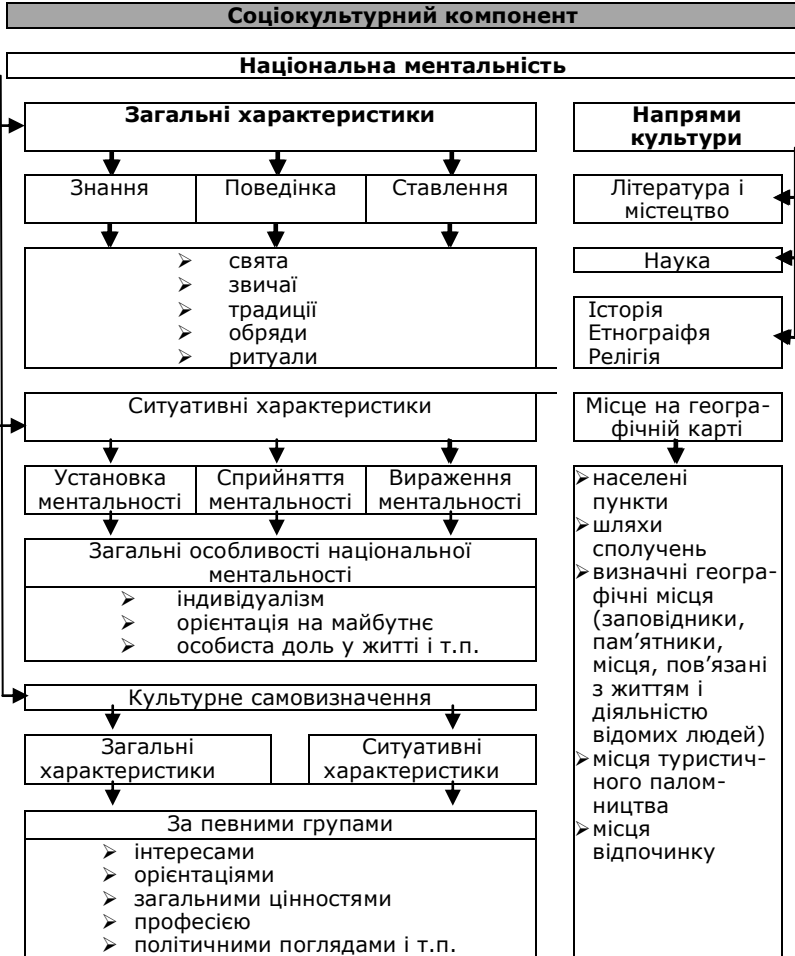 Соціокультурний компонент
Національна ментальність
Загальні характеристики
Знання
Поведінка
Ставлення
➢ свята
➢ звичаї
➢ традиції
➢ обряди
➢ ритуали
Ситуативні характеристики
Установка
ментальності
Сприйняття
ментальності
Вираження
ментальності
Загальні особливості національної
ментальності
➢ індивідуалізм
➢ орієнтація на майбутнє
➢ особиста доль у житті і т.п.
Культурне самовизначення
Загальні
характеристики
Ситуативні
характеристики
За певними групами
➢ інтересами
➢ орієнтаціями
➢ загальними цінностями
➢ професією
➢ політичними поглядами і т.п.
Напрями
культури
Література і
містецтво
Наука
Історія
Етнограіфя
Релігія
Місце на геогра-
фічній карті
➢населені
пункти
➢шляхи
сполучень
➢визначні геогра-
фічні місця
(заповідники,
пам’ятники,
місця, пов’язані
з життям і
діяльністю
відомих людей)
➢місця туристич-
ного палом-
ництва
➢місця
відпочинку